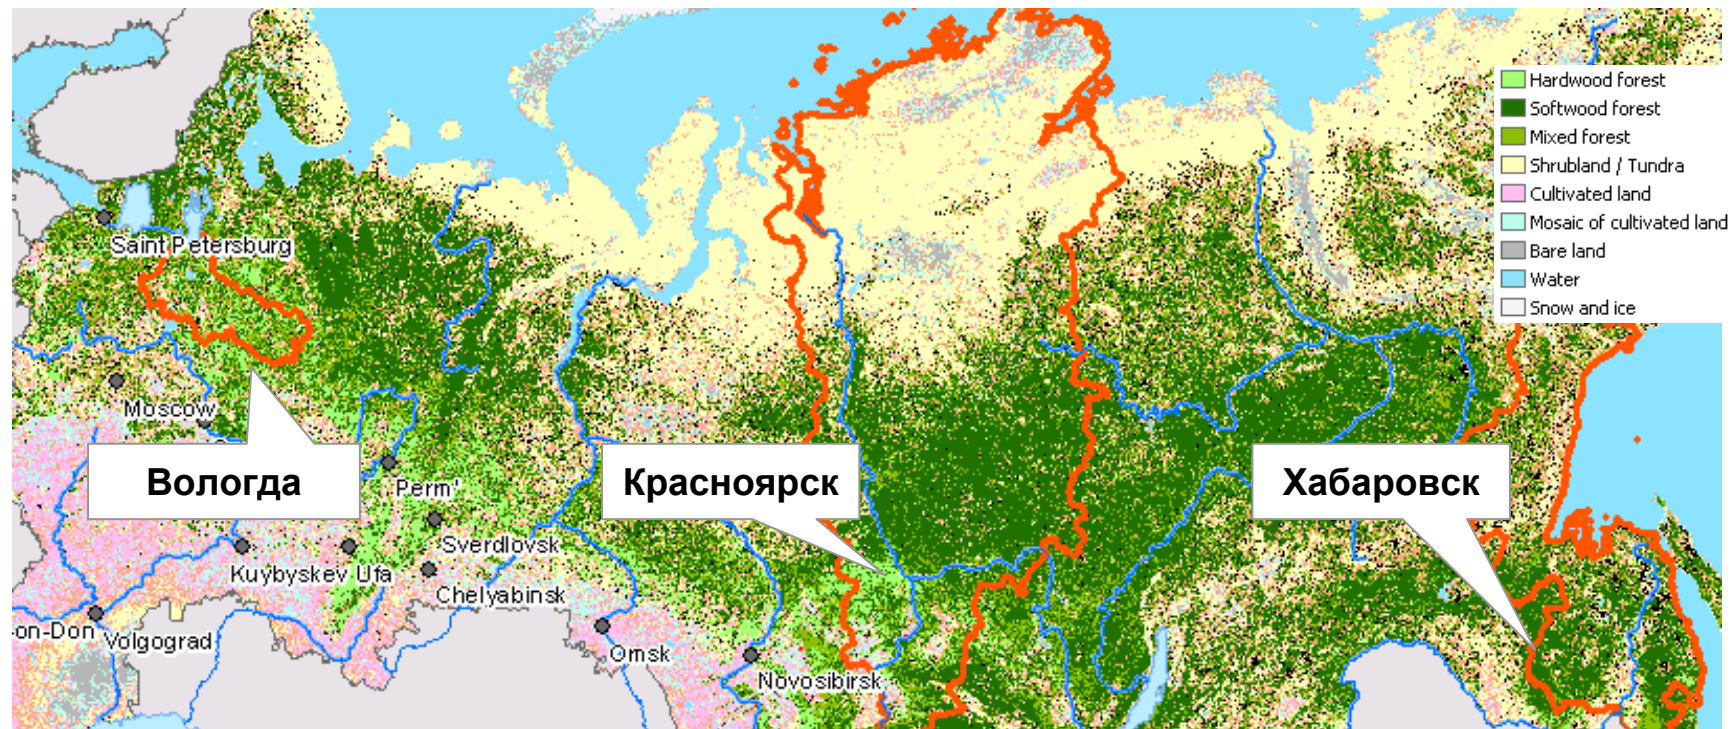 Hardwood forest
Softwood forest
Mixed forest
Shrubland / Tundra
Cultivated land
Mosaic of cultivated land
Bare land
Water
Snow and ice
Saint Petersburg
Moscow
Вологда
Красноярск
Хабаровск
Perm'
Sverdlovsk
Kuybyskev
Ufa
Chelyabinsk
on-Don
Volgograd
Omsk
Novosibirsk